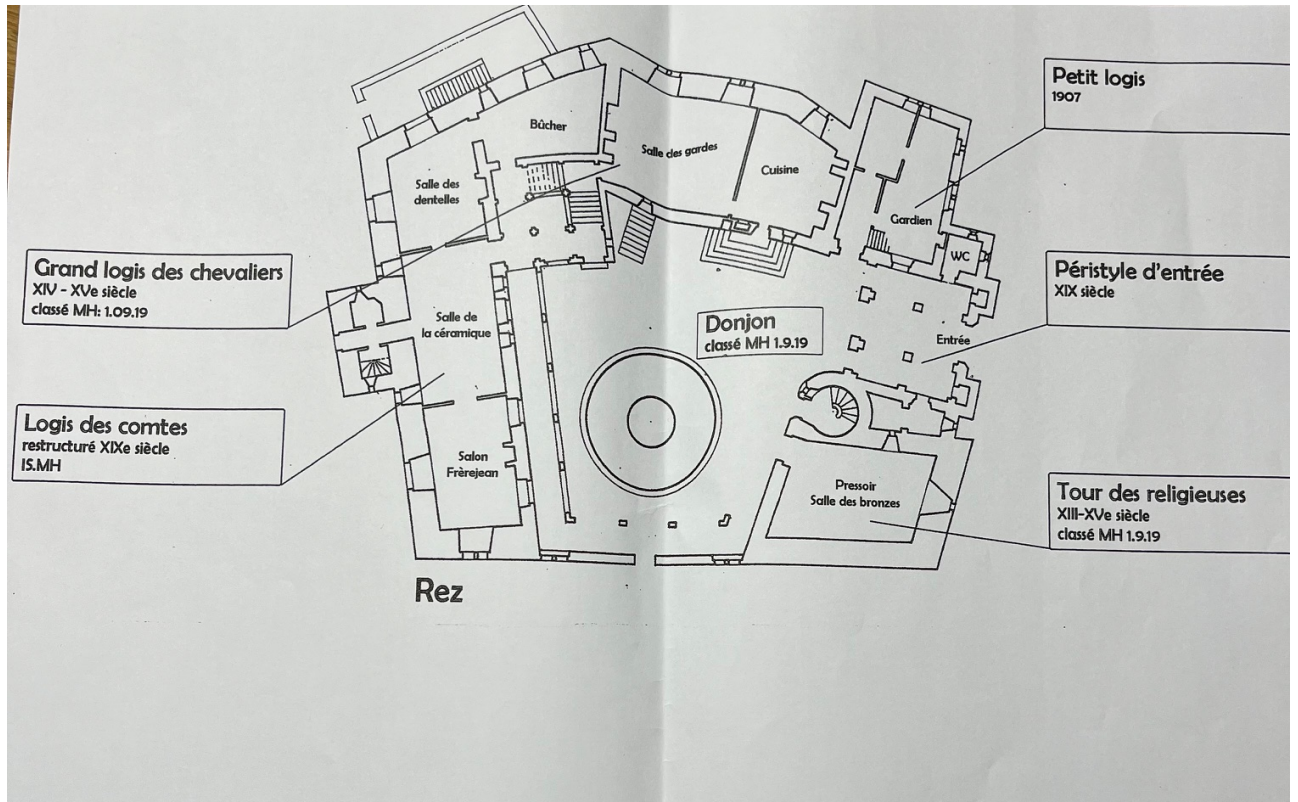 Petit logis
1907
Bûcher
Salle des gardes
Cuisine
Salle des
dentelles
Gardien
WC
Grand logis des chevaliers
XIV - XVe siècle
classé MH: 1.09.19
Péristyle d'entrée
XIX siècle
Salle de
la céramique
Donjon
classé MH 1.9.19
Entrée
Logis des comtes
restructuré XIXe siècle
IS.MH
Salon
Frèrejean
Pressoir
Salle des bronzes
Tour des religieuses
XIII-XVe siècle
classé MH 1.9.19
Rez